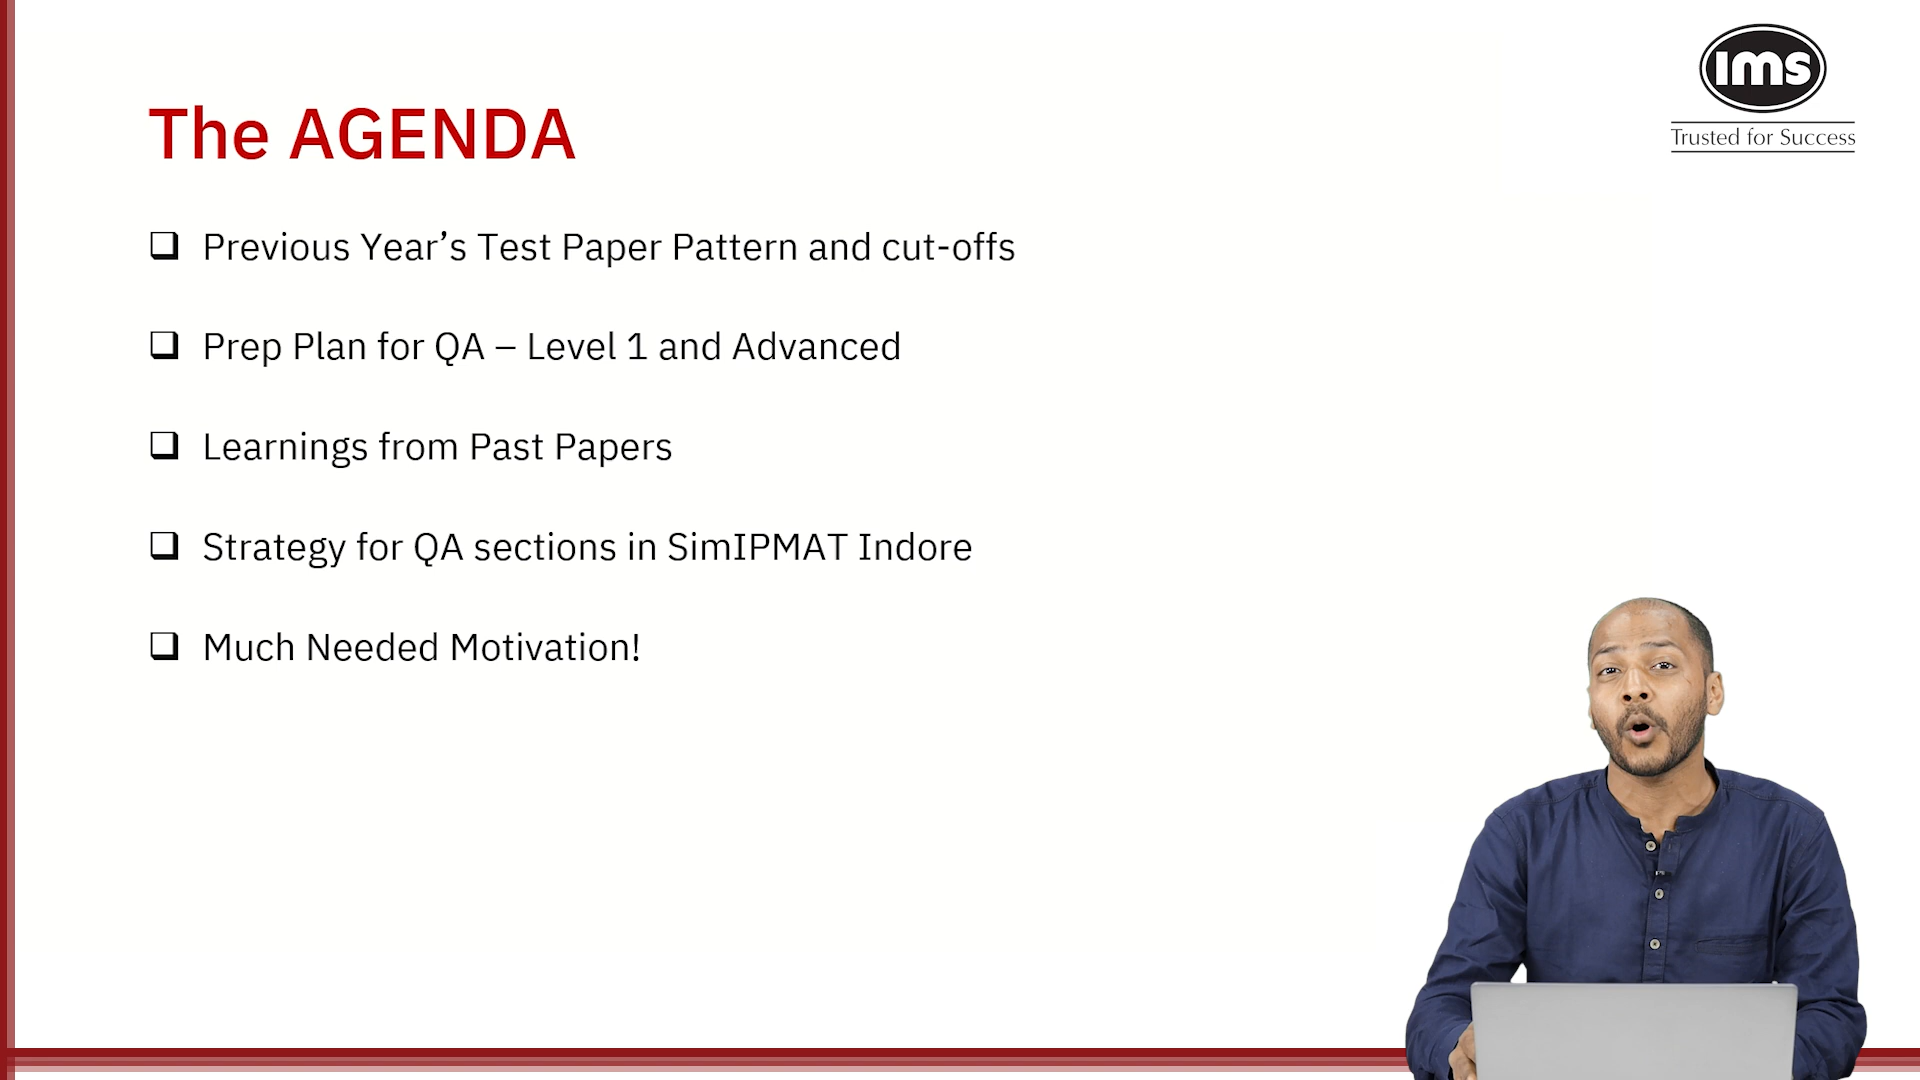 ims
Trusted for Success
The AGENDA
❑ Previous Year’s Test Paper Pattern and cut-offs
❑ Prep Plan for QA – Level 1 and Advanced
❑ Learnings from Past Papers
❑ Strategy for QA sections in SimIPMAT Indore
❑ Much Needed Motivation!